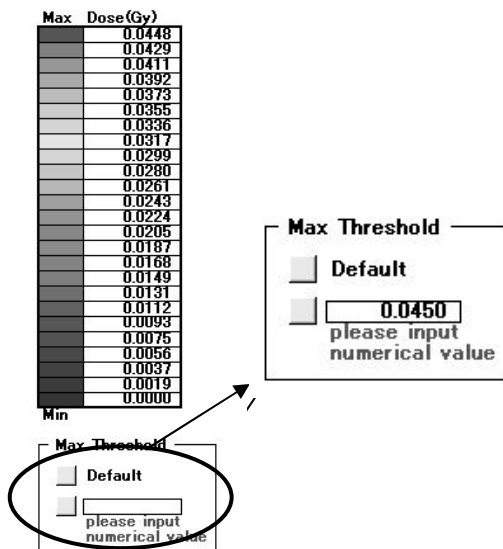 Max Dose(Gy)
0.0448
0.0429
0.0411
0.0392
0.0373
0.0355
0.0336
0.0317
0.0299
0.0280
0.0261
0.0243
0.0224
0.0205
0.0187
0.0168
0.0149
0.0131
0.0112
0.0093
0.0075
0.0056
0.0037
0.0019
0.0000
Min
Max Threshold
Default
please input
numerical value
Max Threshold
Default
0.0450
please input
numerical value